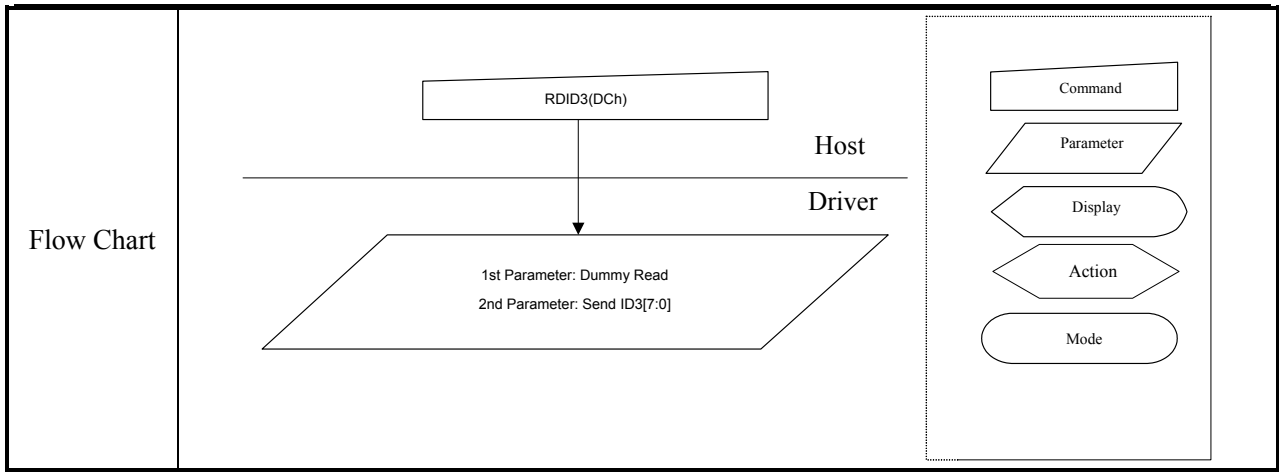 Flow Chart
RDID3(DCh)
Host
Driver
1st Parameter: Dummy Read
2nd Parameter: Send ID3[7:0]
Command
Parameter
Display
Action
Mode